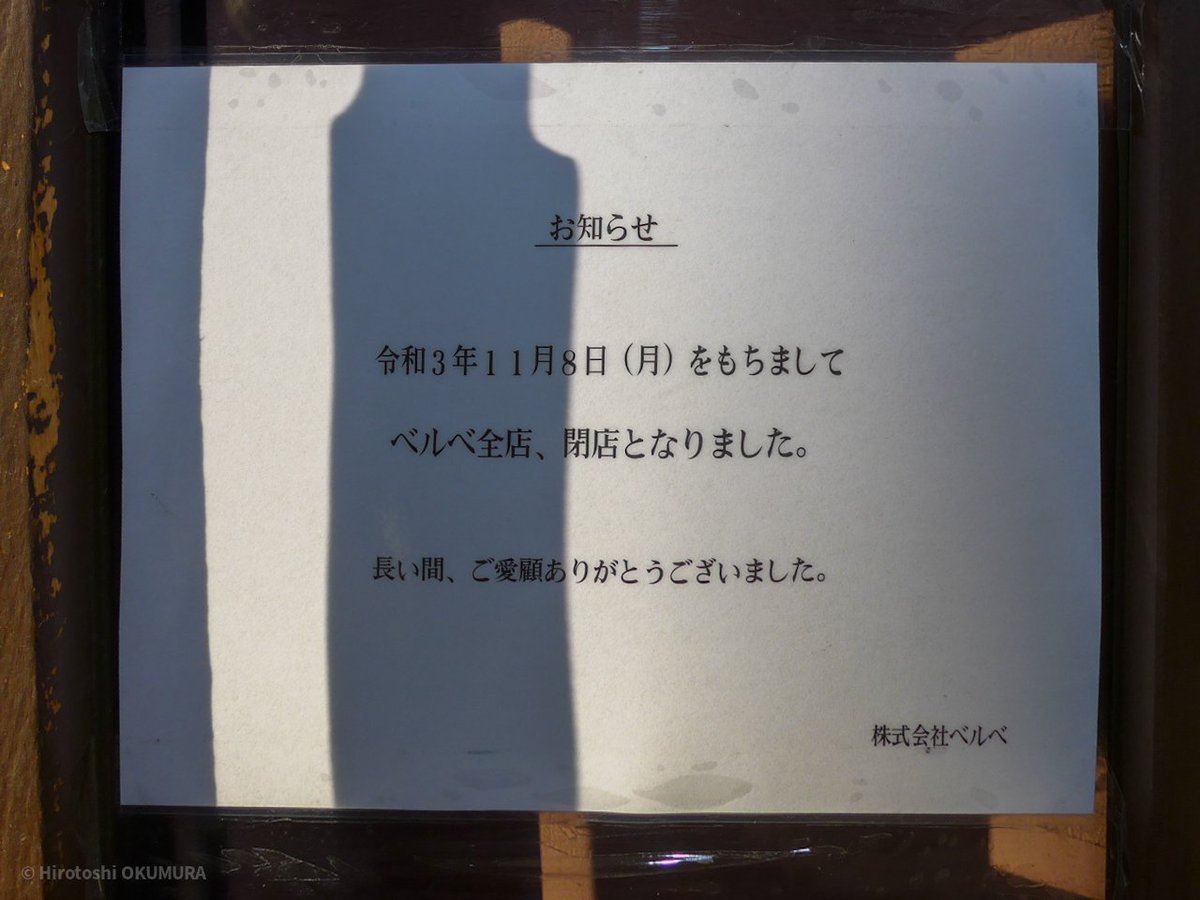 お知らせ
令和3年11月8日（月）をもちまして
ベルベ全店、閉店となりました。
長い間、ご愛顧ありがとうございました。
株式会社ベルベ
© Hirotoshi OKUMURA